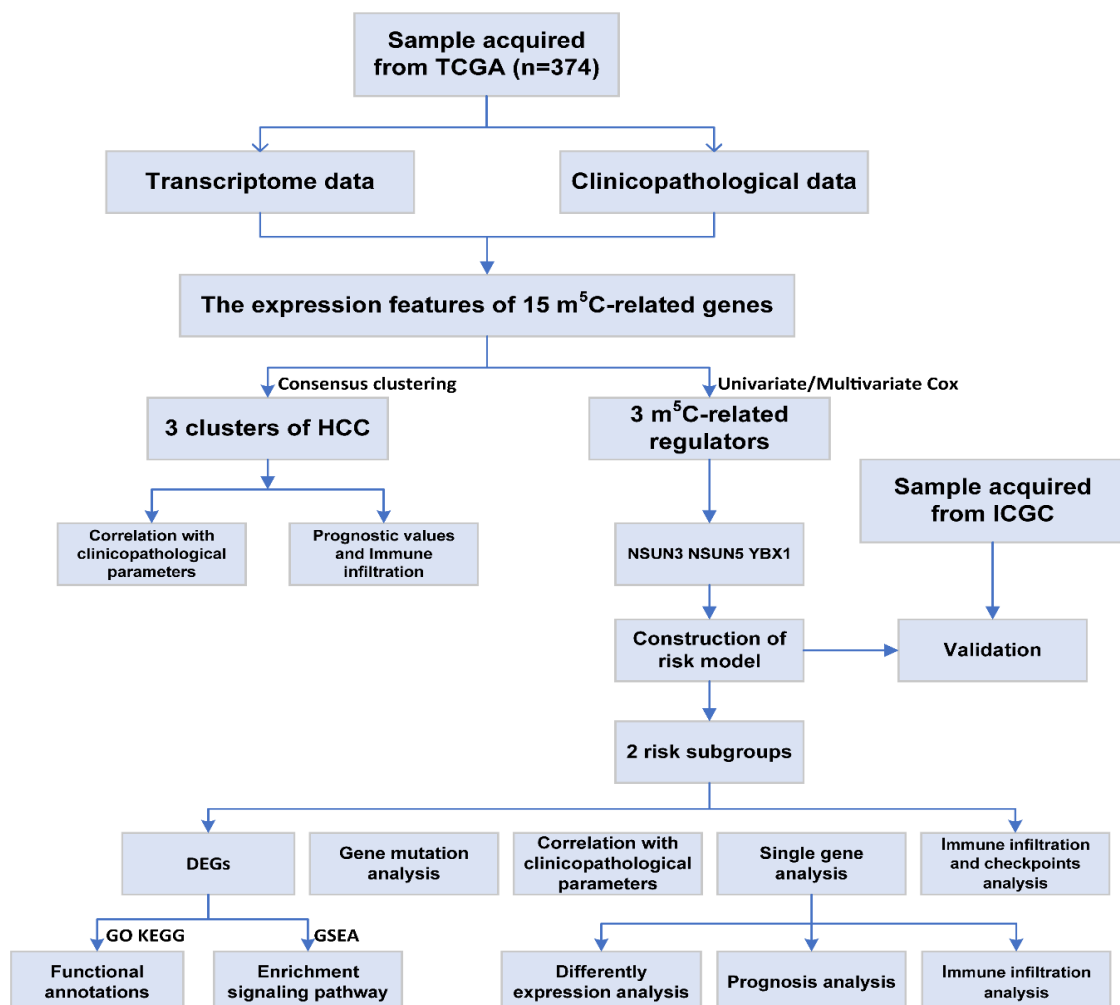 Sample acquired
from TCGA (n=374)
Transcriptome data
Clinicopathological data
The expression features of 15 m⁵C-related genes
Consensus clustering
Univariate/Multivariate Cox
3 clusters of HCC
3 m⁵C-related
regulators
Sample acquired
from ICGC
Correlation with
clinicopathological
parameters
Prognostic values
and Immune
infiltration
NSUN3 NSUN5 YBX1
Construction of
risk model
Validation
2 risk subgroups
DEGs
Gene mutation
analysis
Correlation with
clinicopathological
parameters
Single gene
analysis
Immune infiltration
and checkpoints
analysis
GO KEGG
GSEA
Functional
annotations
Enrichment
signaling pathway
Differently
expression analysis
Prognosis analysis
Immune infiltration
analysis